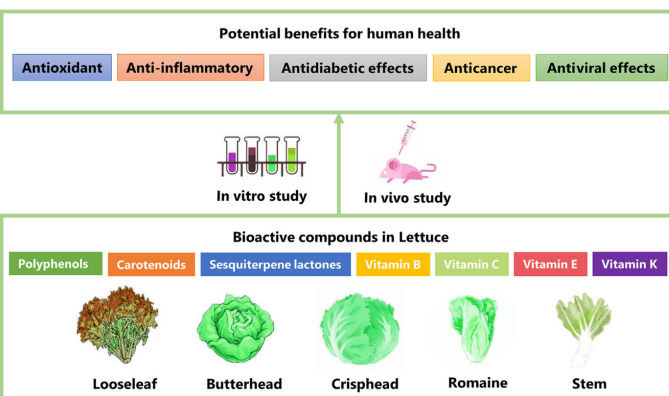 Potential benefits for human health
Antioxidant Anti-inflammatory Antidiabetic effects Anticancer Antiviral effects
In vitro study In vivo study
Bioactive compounds in Lettuce
Polyphenols Carotenoids Sesquiterpene lactones Vitamin B Vitamin C Vitamin E Vitamin K
Looseleaf Butterhead Crisphead Romaine Stem